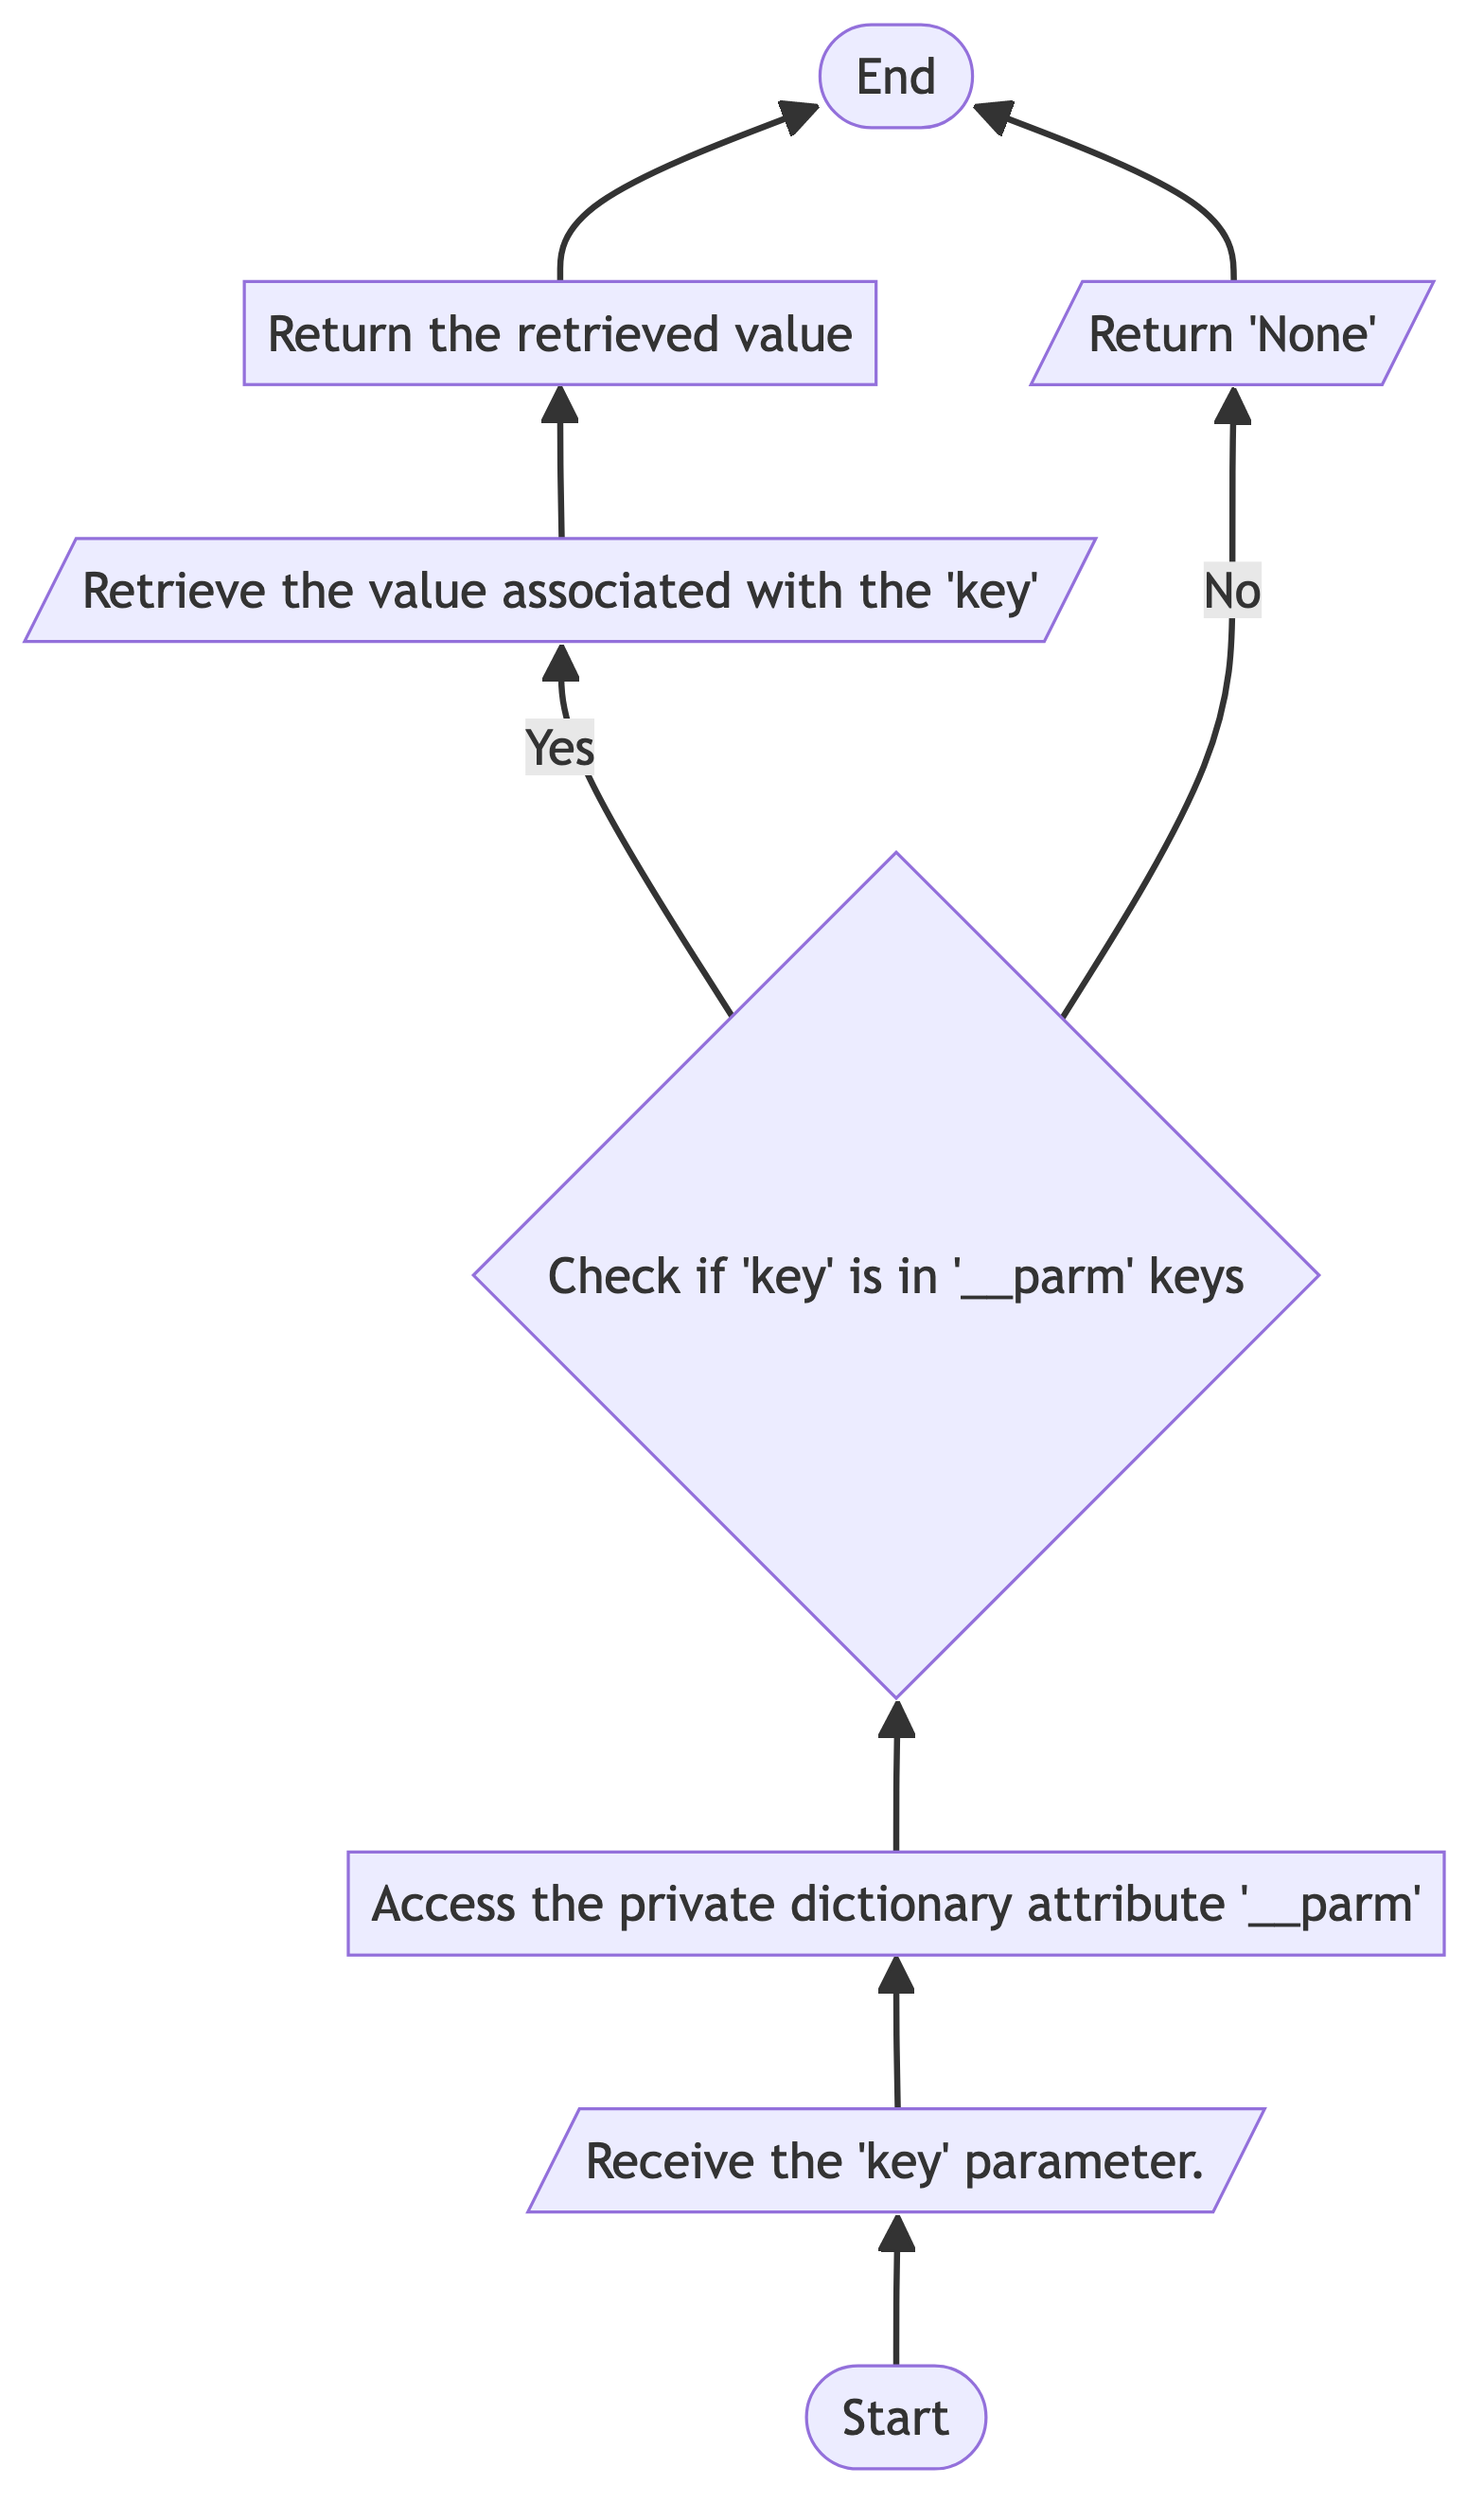 End
Return the retrieved value
Return 'None'
Retrieve the value associated with the 'key'
No
Yes
Check if 'key' is in '__parm' keys
Access the private dictionary attribute '__parm'
Receive the 'key' parameter.
Start